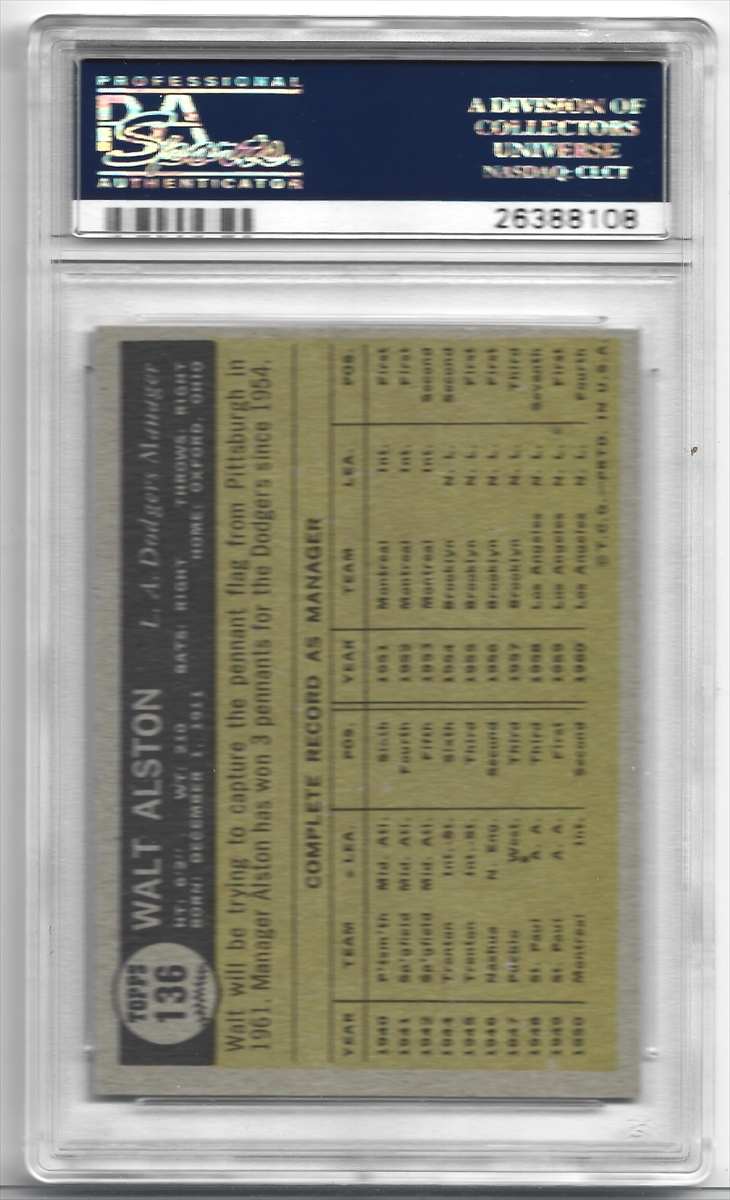 PROFESSIONAL
PSA
Sports.
AUTHENTICATOR
A DIVISION OF
COLLECTORS
UNIVERSE
NASDAQ: CLCT
26388108
TOPPS
136
WALT ALSTON L. A. Dodgers Manager
HT: 6'2" WT: 210 BATS: RIGHT THROWS: RIGHT
BORN: DECEMBER 1, 1911 HOME: OXFORD, OHIO
Walt will be trying to capture the pennant flag from Pittsburgh in
1961. Manager Alston has won 3 pennants for the Dodgers since 1954.
COMPLETE RECORD AS MANAGER
YEAR TEAM LEA. POS. YEAR TEAM LEA. POS.
1940 P'tsm'th Mid. Atl. Sixth 1951 Montreal Int. First
1941 Sp'gfield Mid. Atl. Fourth 1952 Montreal Int. First
1942 Sp'gfield Mid. Atl. Fifth 1953 Montreal Int. Second
1944 Trenton Int. St. Sixth 1954 Brooklyn N. L. Second
1945 Trenton Int. St. Third 1955 Brooklyn N. L. First
1946 Nashua N. Eng. Second 1956 Brooklyn N. L. First
1947 Pueblo West. Third 1957 Brooklyn N. L. Third
1948 St. Paul A. A. Third 1958 Los Angeles N. L. Seventh
1949 St. Paul A. A. First 1959 Los Angeles N. L. First
1950 Montreal Int. Second 1960 Los Angeles N. L. Fourth
© T.C.G.—PRTD. IN U.S.A.